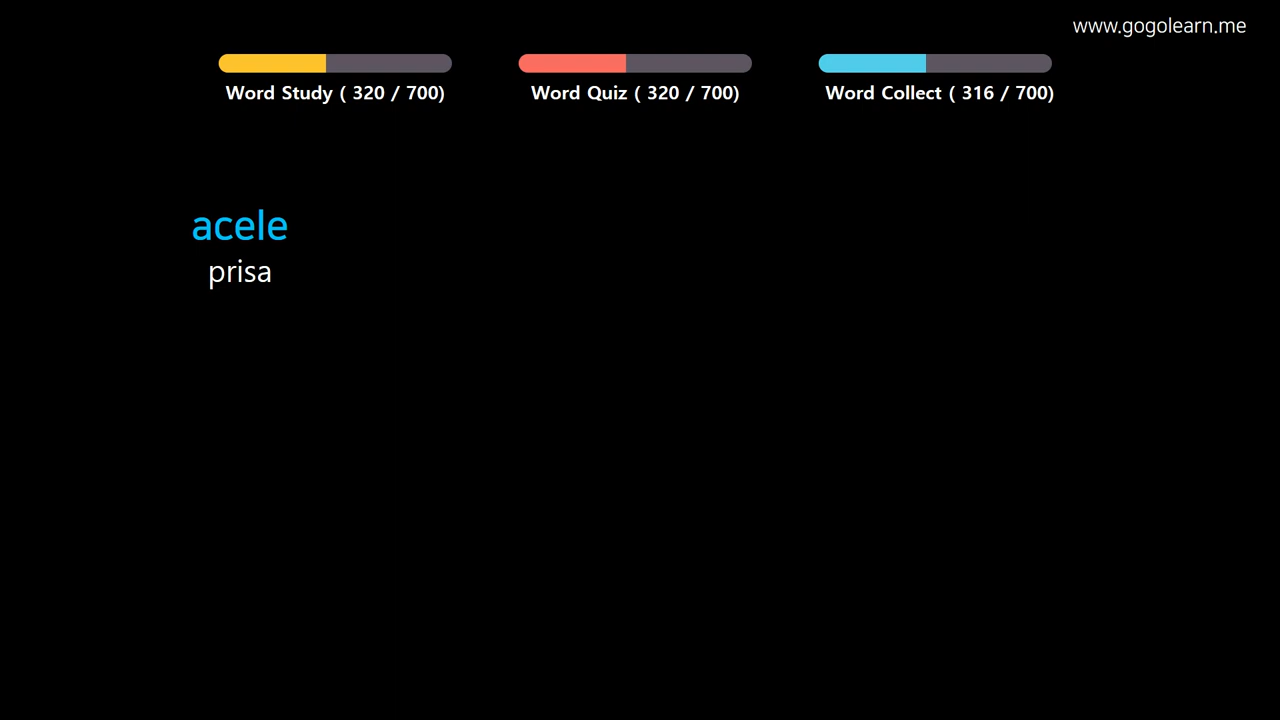 www.gogolearn.me
Word Study ( 320 / 700)
Word Quiz ( 320 / 700)
Word Collect ( 316 / 700)
acele
prisa